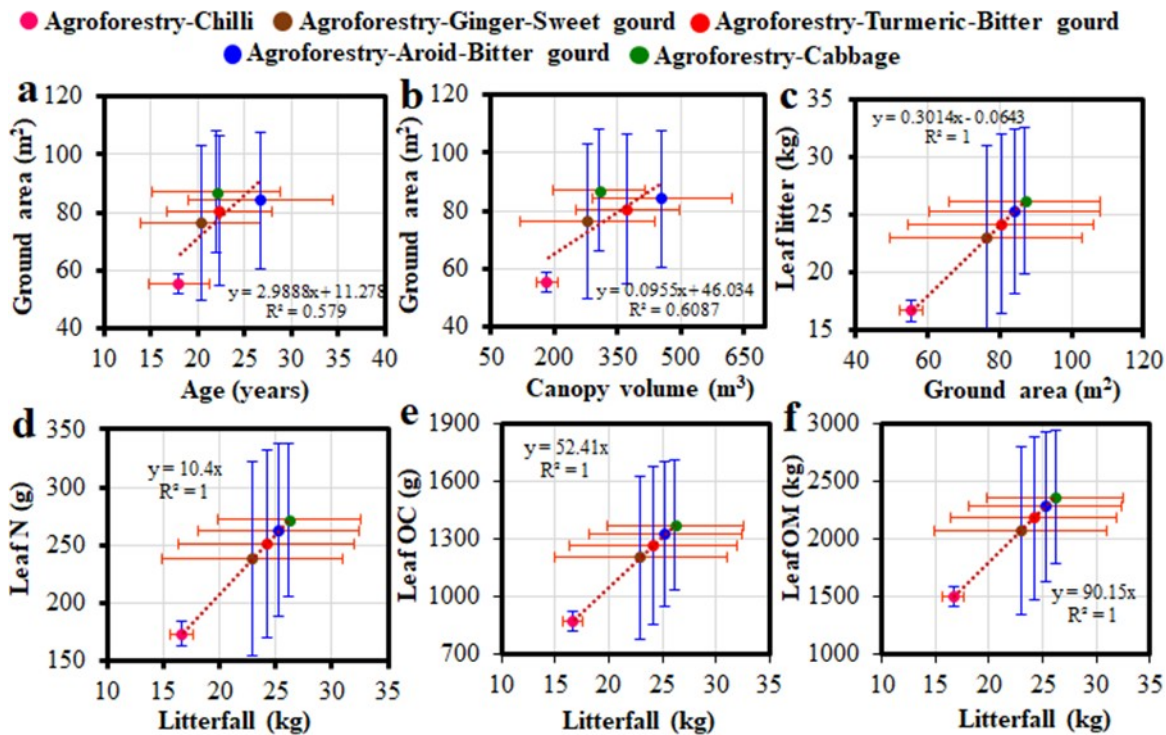 Agroforestry-Chilli Agroforestry-Ginger-Sweet gourd Agroforestry-Turmeric-Bitter gourd
Agroforestry-Aroid-Bitter gourd Agroforestry-Cabbage
a
Ground area (m²)
120
100
80
60
40
10 15 20 25 30 35 40
Age (years)
y = 2.9888x+11.278
R² = 0.579
b
Ground area (m²)
120
100
80
60
40
50 200 350 500 650
Canopy volume (m³)
y = 0.0955x+46.034
R² = 0.6087
c
Leaf litter (kg)
35
30
25
20
15
40 60 80 100 120
Ground area (m²)
y = 0.3014x-0.0643
R² = 1
d
Leaf N (g)
350
300
250
200
150
10 15 20 25 30 35
Litterfall (kg)
y = 10.4x
R² = 1
e
Leaf OC (g)
1900
1600
1300
1000
700
10 15 20 25 30 35
Litterfall (kg)
y = 52.41x
R² = 1
f
Leaf OM (kg)
3000
2500
2000
1500
1000
10 15 20 25 30 35
Litterfall (kg)
y = 90.15x
R² = 1